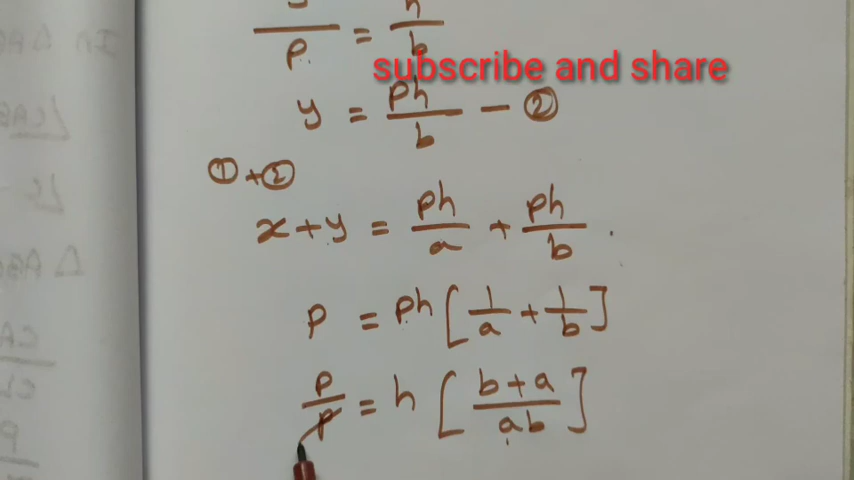 y/p = h/b
subscribe and share
y = ph/b - ②
① + ②
x + y = ph/a + ph/b .
p = ph [ 1/a + 1/b ]
p/p = h [ b + a / ab ]